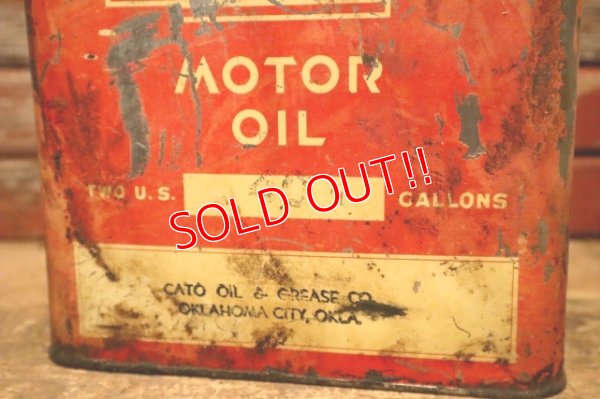 MOTOR
OIL
TWO U.S. GALLONS
SOLD OUT!!
CATO OIL & GREASE CO.
OKLAHOMA CITY, OKLA.